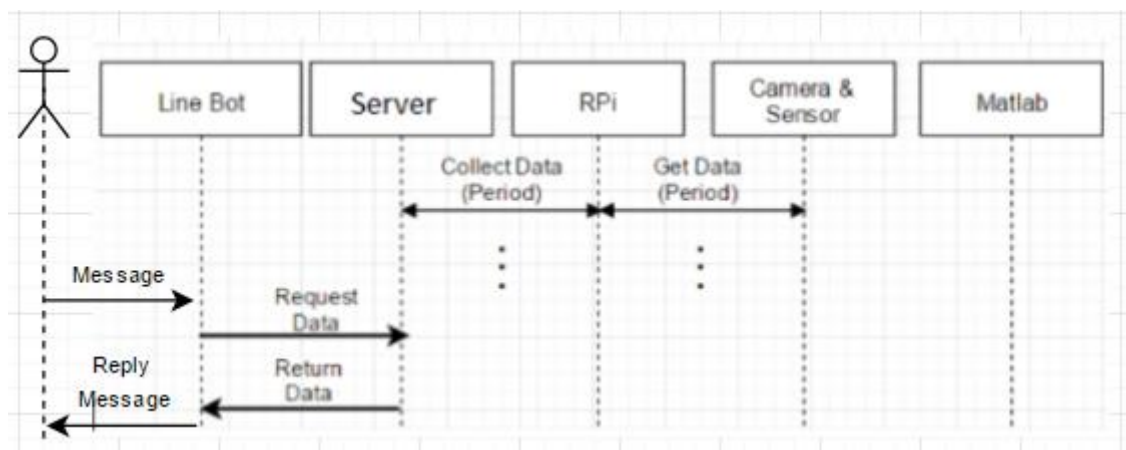 Line Bot
Server
RPi
Camera &
Sensor
Matlab
Collect Data
(Period)
Get Data
(Period)
Message
Request
Data
Reply
Message
Return
Data